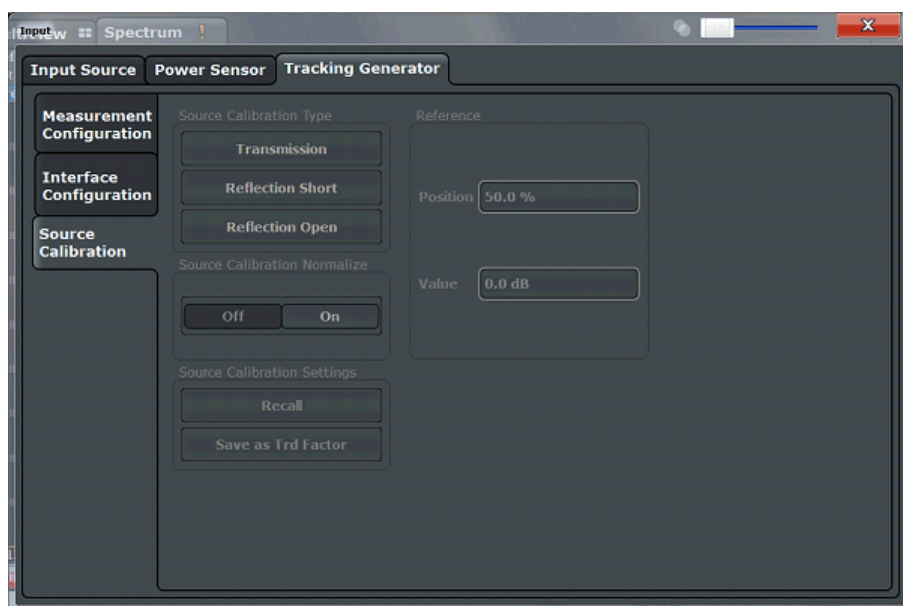 Input
w
Spectrum !
X
Input Source
Power Sensor
Tracking Generator
Measurement
Configuration
Interface
Configuration
Source
Calibration
Source Calibration Type
Transmission
Reflection Short
Reflection Open
Source Calibration Normalize
Off
On
Source Calibration Settings
Recall
Save as Trd Factor
Reference
Position
50.0 %
Value
0.0 dB